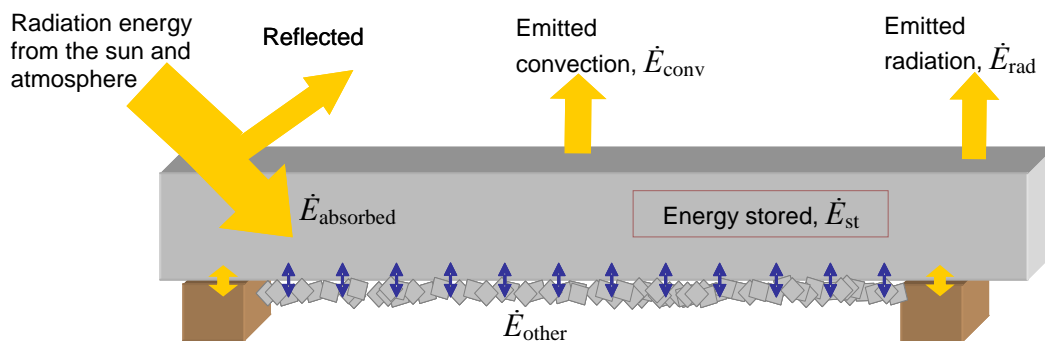 Radiation energy
from the sun and
atmosphere
Reflected
Emitted
convection, Ė_conv
Emitted
radiation, Ė_rad
Ė_absorbed
Energy stored, Ė_st
Ė_other